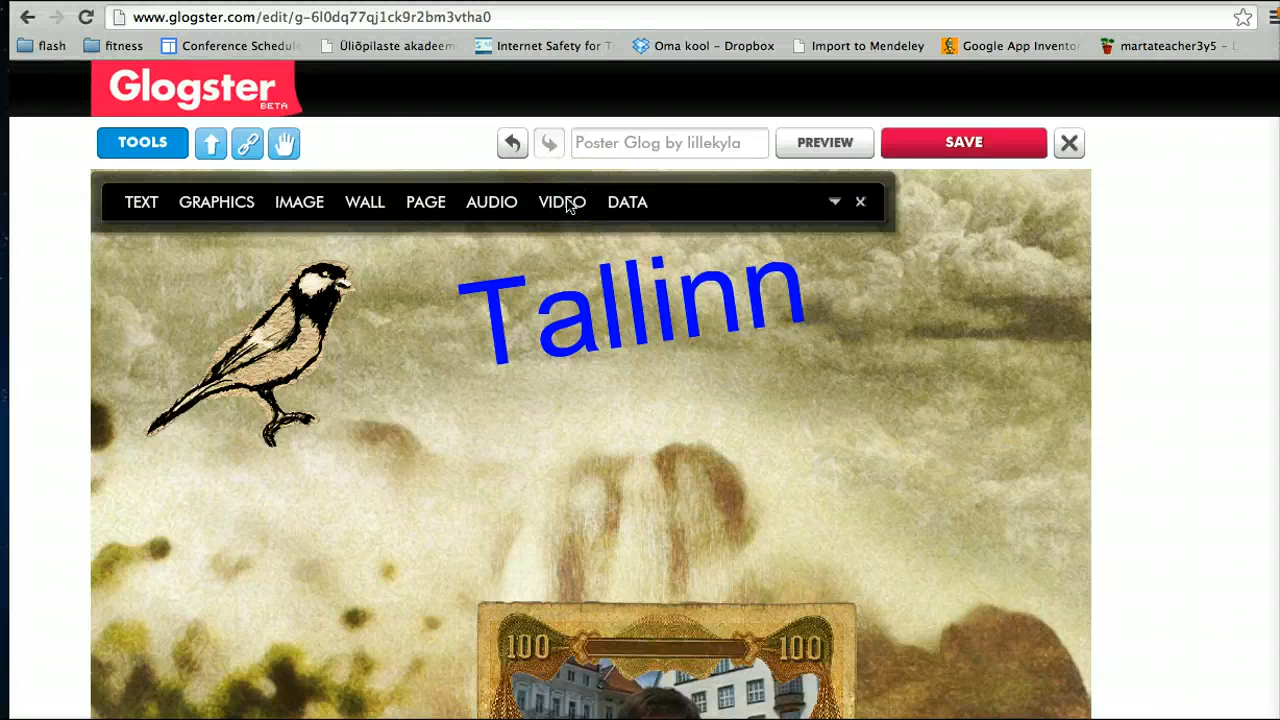 www.glogster.com/edit/g-6l0dq77qj1ck9r2bm3vtha0
flash fitness Conference Schedul Üliõpilaste akadeem Internet Safety for T Oma kool – Dropbox Import to Mendeley Google App Inventor martateacher3y5 –
Glogster
BETA
TOOLS Poster Glog by lillekyla PREVIEW SAVE
TEXT GRAPHICS IMAGE WALL PAGE AUDIO VIDEO DATA
Tallinn
100 100